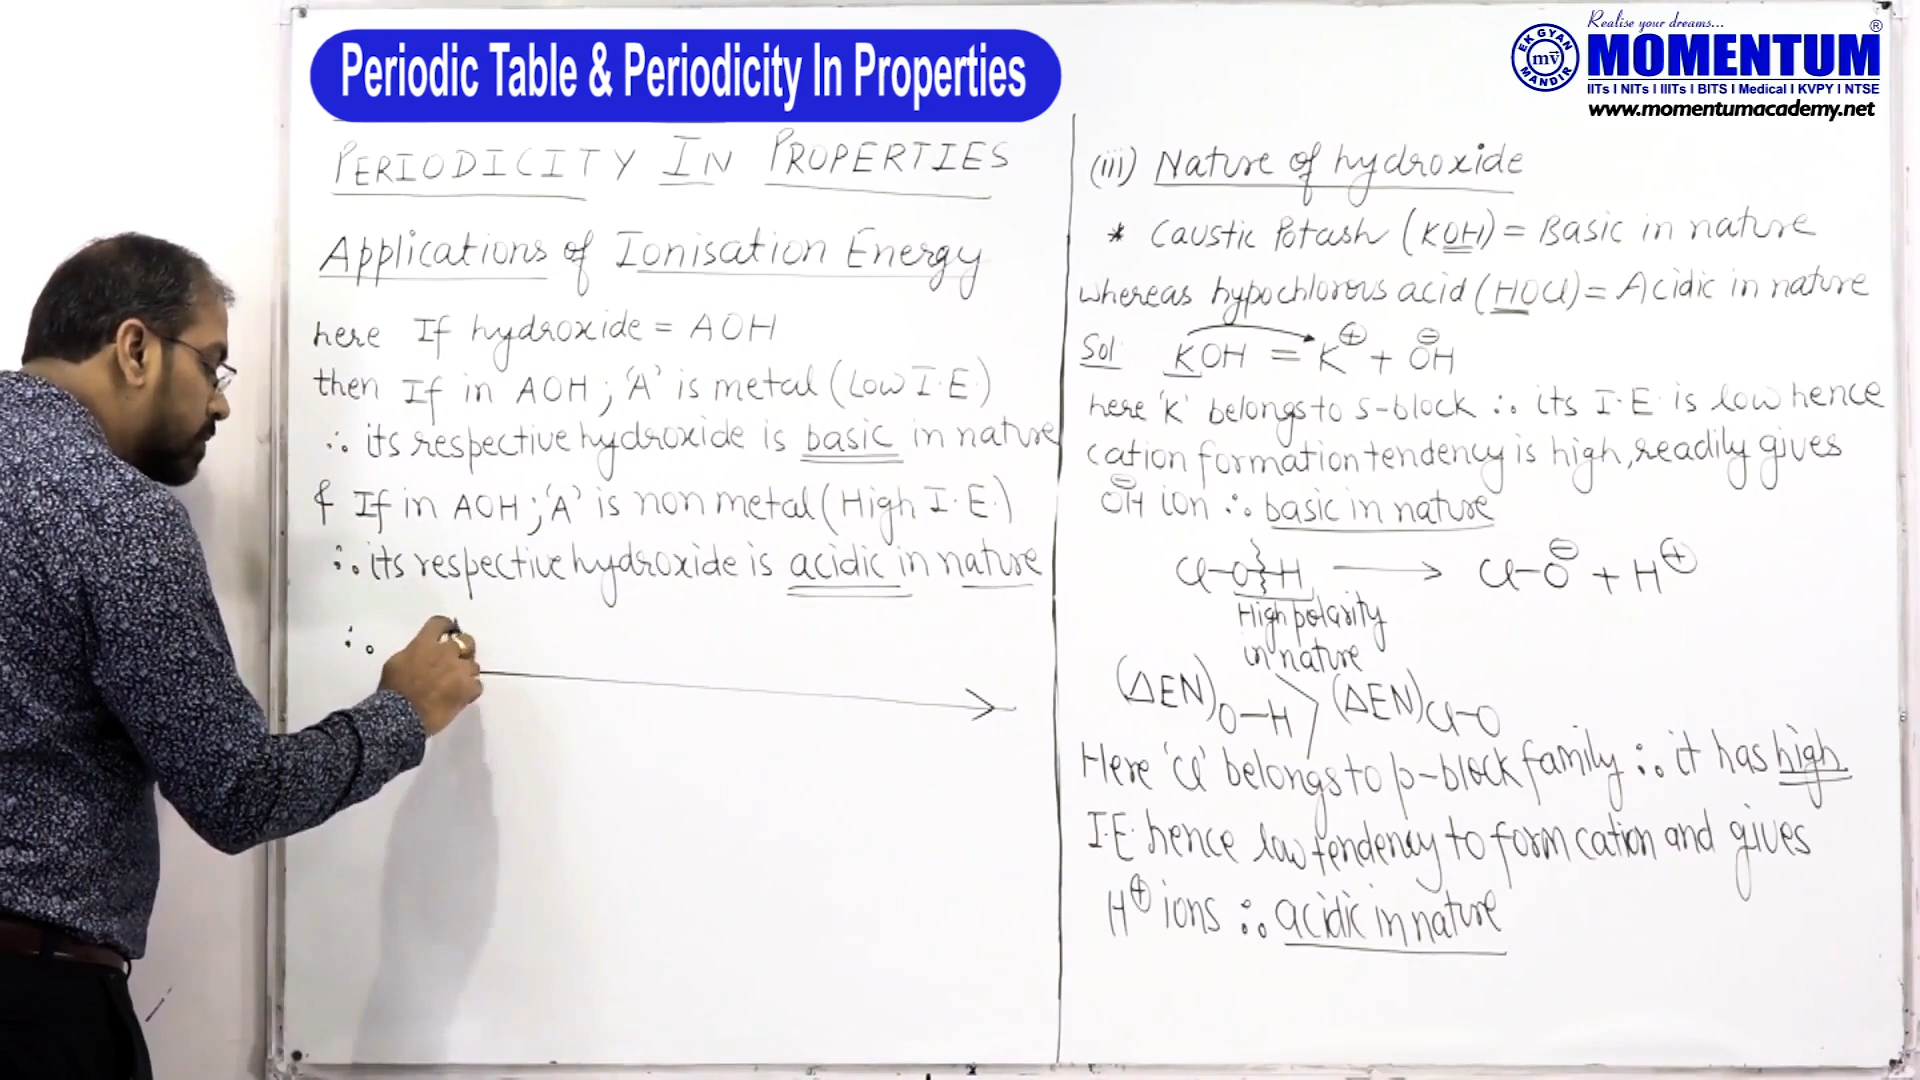 Periodic Table & Periodicity In Properties
Realise your dreams...
EK GYAN MANDIR
mv
MOMENTUM®
IITs I NITs I IIITs I BITS I Medical I KVPY I NTSE
www.momentumacademy.net
PERIODICITY IN PROPERTIES
Applications of Ionisation Energy
here If hydroxide = AOH
then If in AOH ; 'A' is metal (Low I·E·)
∴ its respective hydroxide is basic in nature
& If in AOH ; 'A' is non metal (High I·E·)
∴ its respective hydroxide is acidic in nature
∴
(iii) Nature of hydroxide
* Caustic Potash (KOH) = Basic in nature
whereas hypochlorous acid (HOCl) = Acidic in nature
Sol KOH = K⊕ + ⊖OH
here 'K' belongs to s-block ∴ its I·E· is low hence
cation formation tendency is high, readily gives
⊖OH ion ∴ basic in nature
Cl-O-H → Cl-O⊖ + H⊕
High polarity
in nature
(ΔEN)O-H > (ΔEN)Cl-O
Here 'Cl' belongs to p-block family ∴ it has high
I·E· hence low tendency to form cation and gives
H⊕ ions ∴ acidic in nature